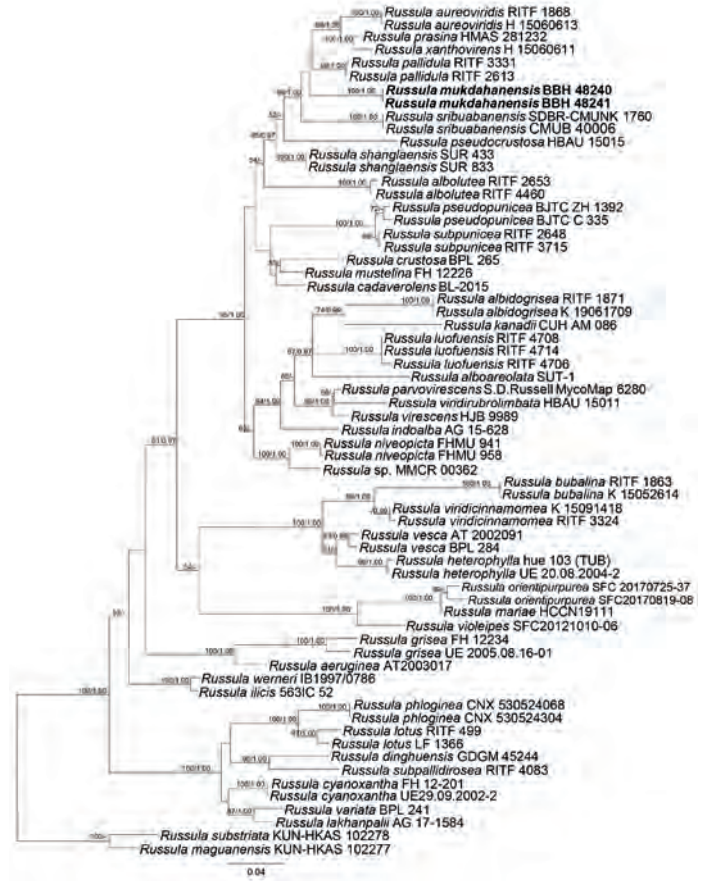 Russula aureoviridis RITF 1868
Russula aureoviridis H 15060613
Russula prasina HMAS 281232
Russula xanthovirens H 15060611
Russula pallidula RITF 3331
Russula pallidula RITF 2613
Russula mukdahanensis BBH 48240
Russula mukdahanensis BBH 48241
Russula sribuabanensis SDBR-CMUNK 1760
Russula sribuabanensis CMUB 40006
Russula pseudocrustosa HBAU 15015
Russula shanglaensis SUR 433
Russula shanglaensis SUR 833
Russula albolutea RITF 2653
Russula albolutea RITF 4460
Russula pseudopunicea BJTC ZH 1392
Russula pseudopunicea BJTC C 335
Russula subpunicea RITF 2648
Russula subpunicea RITF 3715
Russula crustosa BPL 265
Russula mustelina FH 12226
Russula cadaverolens BL-2015
Russula albidogrisea RITF 1871
Russula albidogrisea K 19061709
Russula kanadii CUH AM 086
Russula luofuensis RITF 4708
Russula luofuensis RITF 4714
Russula luofuensis RITF 4706
Russula alboareolata SUT-1
Russula parvovirescens S.D.Russell MycoMap 6280
Russula viridirubrolimbata HBAU 15011
Russula virescens HJB 9989
Russula indoalba AG 15-628
Russula niveopicta FHMU 941
Russula niveopicta FHMU 958
Russula sp. MMCR 00362
Russula bubalina RITF 1863
Russula bubalina K 15052614
Russula viridicinnamomea K 15091418
Russula viridicinnamomea RITF 3324
Russula vesca AT 2002091
Russula vesca BPL 284
Russula heterophylla hue 103 (TUB)
Russula heterophylla UE 20.08.2004-2
Russula orientipurpurea SFC 20170725-37
Russula orientipurpurea SFC20170819-08
Russula mariae HCCN19111
Russula violeipes SFC20121010-06
Russula grisea FH 12234
Russula grisea UE 2005.08.16-01
Russula aeruginea AT2003017
Russula werneri IB1997/0786
Russula ilicis 563IC 52
Russula phloginea CNX 530524068
Russula phloginea CNX 530524304
Russula lotus RITF 499
Russula lotus LF 1366
Russula dinghuensis GDGM 45244
Russula subpallidirosea RITF 4083
Russula cyanoxantha FH 12-201
Russula cyanoxantha UE29.09.2002-2
Russula variata BPL 241
Russula lakhanpalii AG 17-1584
Russula substriata KUN-HKAS 102278
Russula maguanensis KUN-HKAS 102277
0.04